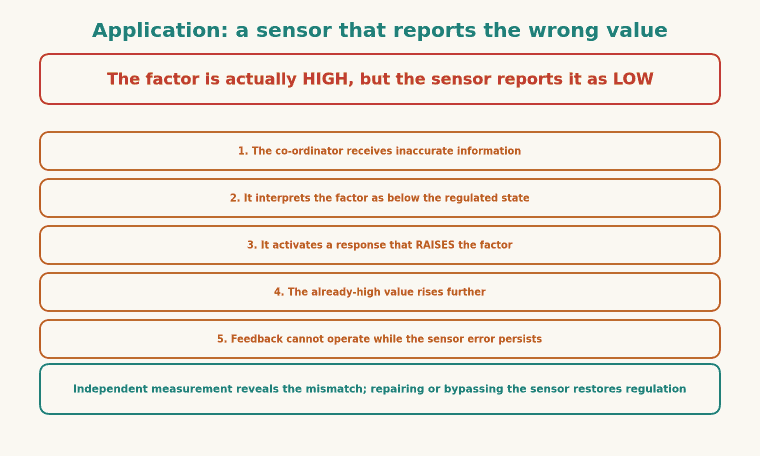 Application: a sensor that reports the wrong value
The factor is actually HIGH, but the sensor reports it as LOW
1. The co-ordinator receives inaccurate information
2. It interprets the factor as below the regulated state
3. It activates a response that RAISES the factor
4. The already-high value rises further
5. Feedback cannot operate while the sensor error persists
Independent measurement reveals the mismatch; repairing or bypassing the sensor restores regulation